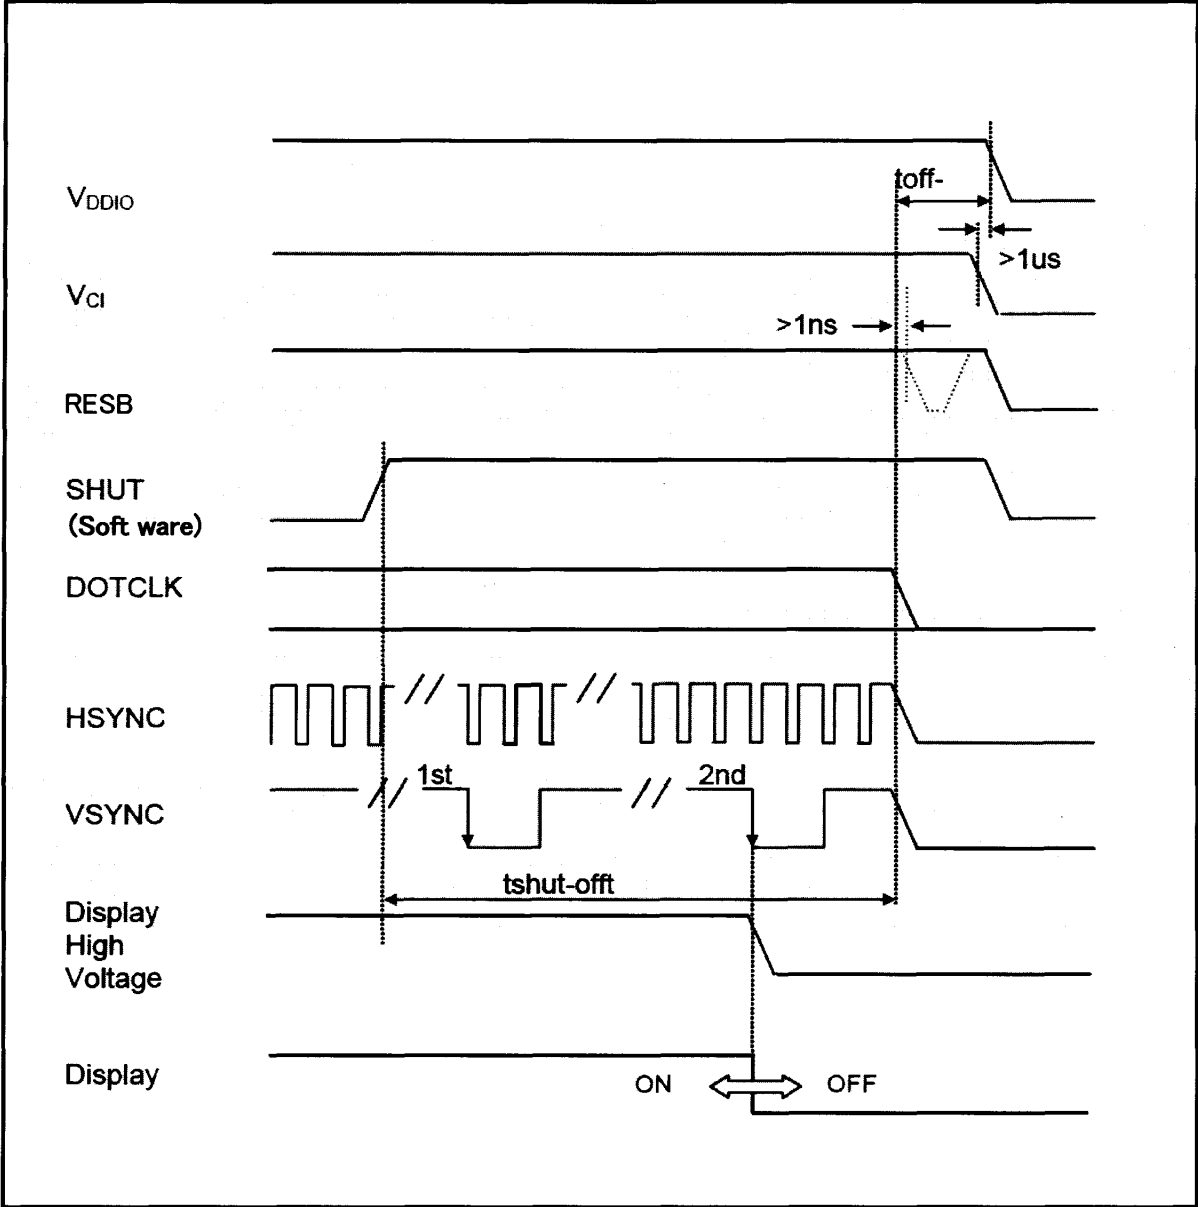 toff-
VDDIO
>1us
VCI
>1ns
RESB
SHUT
(Soft ware)
DOTCLK
HSYNC
1st
2nd
VSYNC
tshut-offt
Display
High
Voltage
Display
ON
OFF